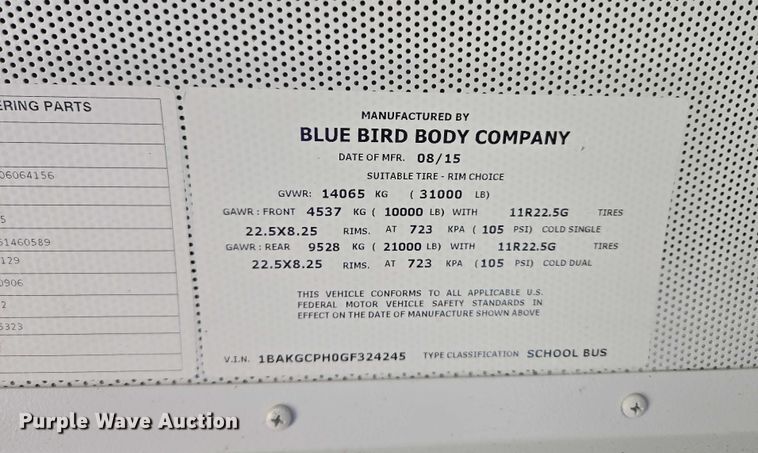 ERING PARTS
06064156
5
61460589
129
0906
2
5323
MANUFACTURED BY
BLUE BIRD BODY COMPANY
DATE OF MFR. 08/15
SUITABLE TIRE - RIM CHOICE
GVWR: 14065 KG ( 31000 LB)
GAWR : FRONT 4537 KG ( 10000 LB) WITH 11R22.5G TIRES
22.5X8.25 RIMS. AT 723 KPA ( 105 PSI) COLD SINGLE
GAWR : REAR 9528 KG ( 21000 LB) WITH 11R22.5G TIRES
22.5X8.25 RIMS. AT 723 KPA ( 105 PSI) COLD DUAL
THIS VEHICLE CONFORMS TO ALL APPLICABLE U.S.
FEDERAL MOTOR VEHICLE SAFETY STANDARDS IN
EFFECT ON THE DATE OF MANUFACTURE SHOWN ABOVE
V.I.N. 1BAKGCPH0GF324245 TYPE CLASSIFICATION SCHOOL BUS
Purple Wave Auction